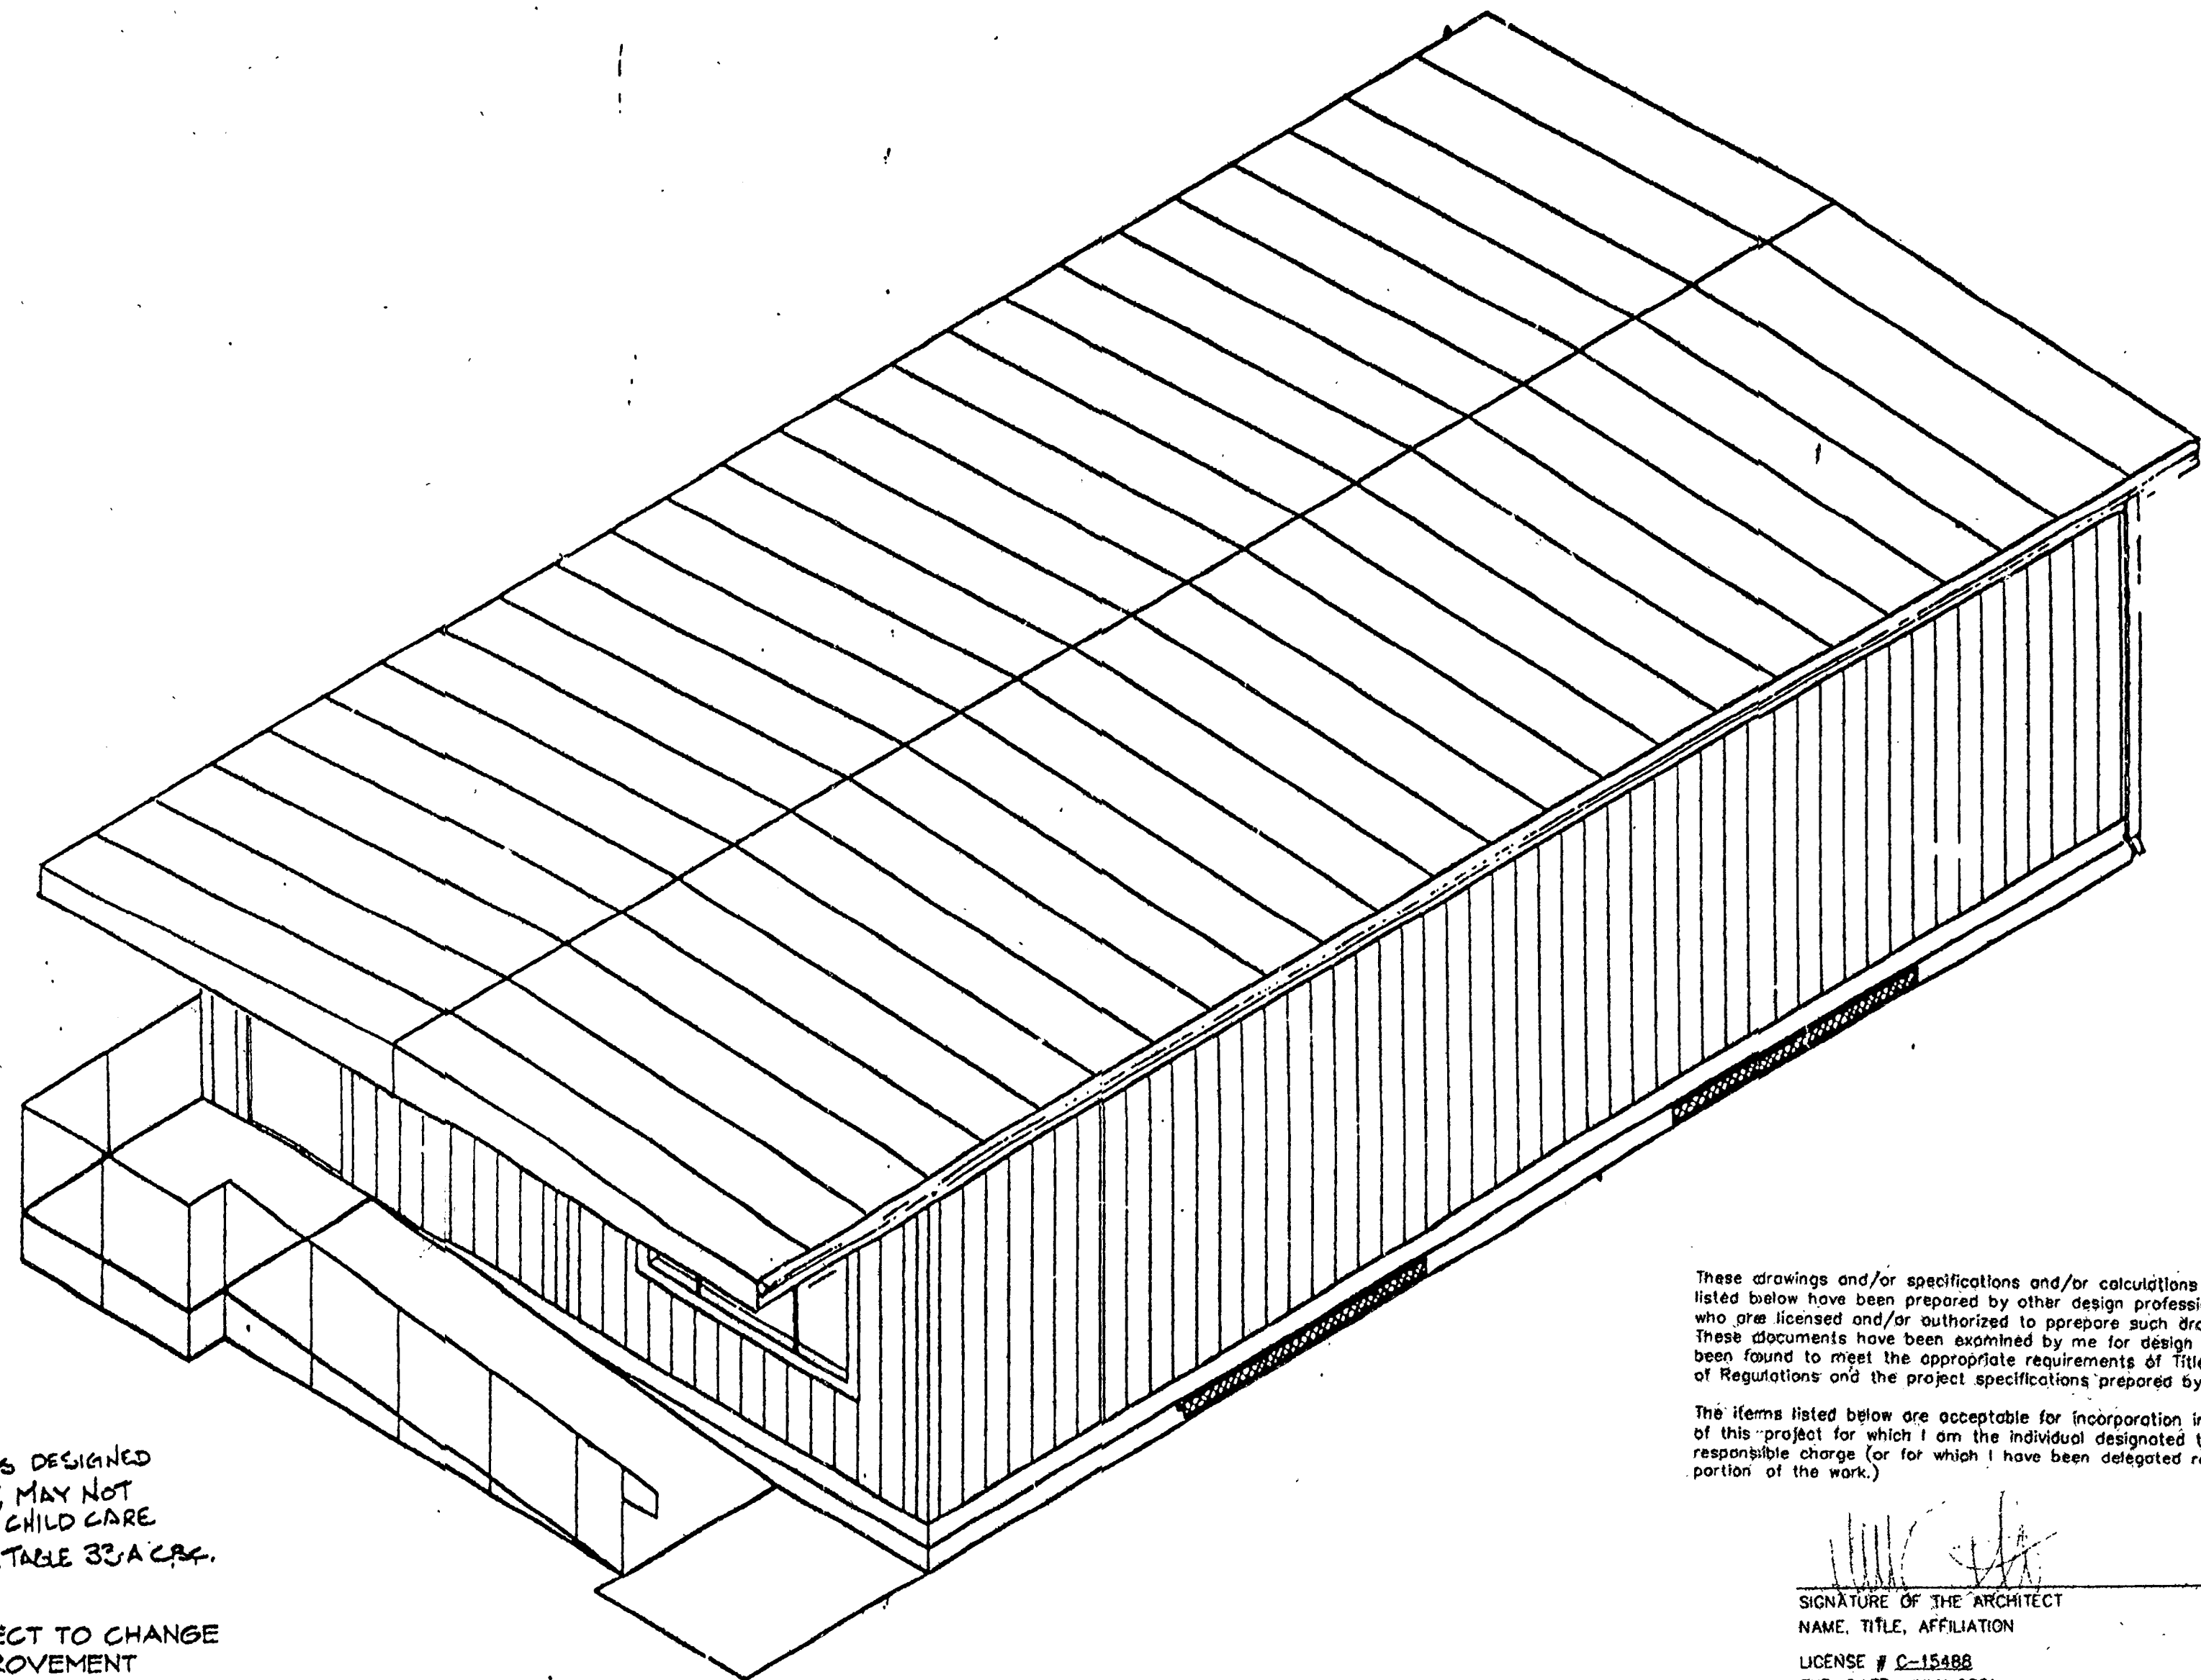 These drawings and/or specifications and/or calculations
listed below have been prepared by other design professi
who are licensed and/or authorized to pprepare such dra
These documents have been examined by me for design
been found to meet the appropriate requirements of Title
of Regulations and the project specifications prepared by
The items listed below are acceptable for incorporation in
of this project for which I am the individual designated t
responsible charge (or for which I have been delegated re
portion of the work.)
SIGNATURE OF THE ARCHITECT
NAME, TITLE, AFFILIATION
LICENSE # C-15488
S DESIGNED
MAY NOT
CHILD CARE
TABLE 33-A CBC.
ECT TO CHANGE
ROVEMENT